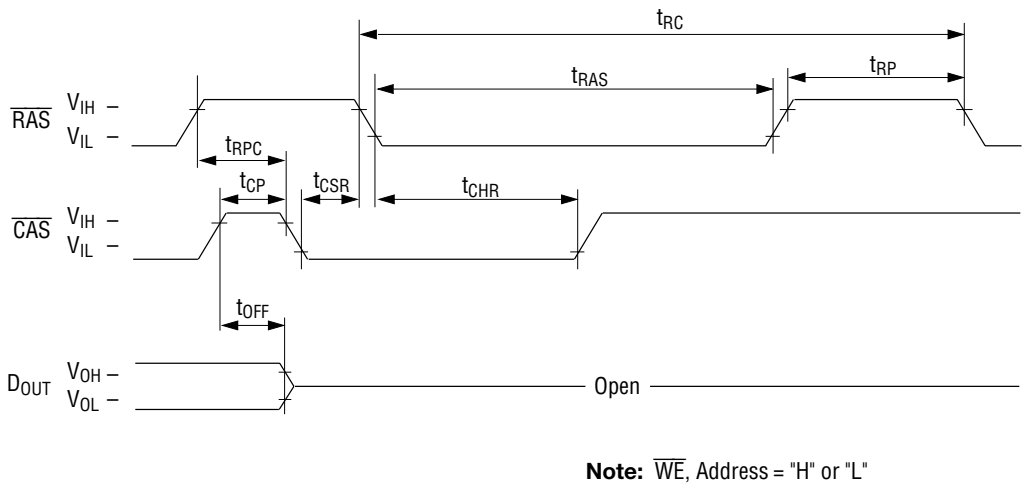 tRC
tRAS
tRP
RAS
VIH –
VIL –
tRPC
tCP
tCSR
tCHR
CAS
VIH –
VIL –
tOFF
DOUT
VOH –
VOL –
Open
Note: WE, Address = "H" or "L"